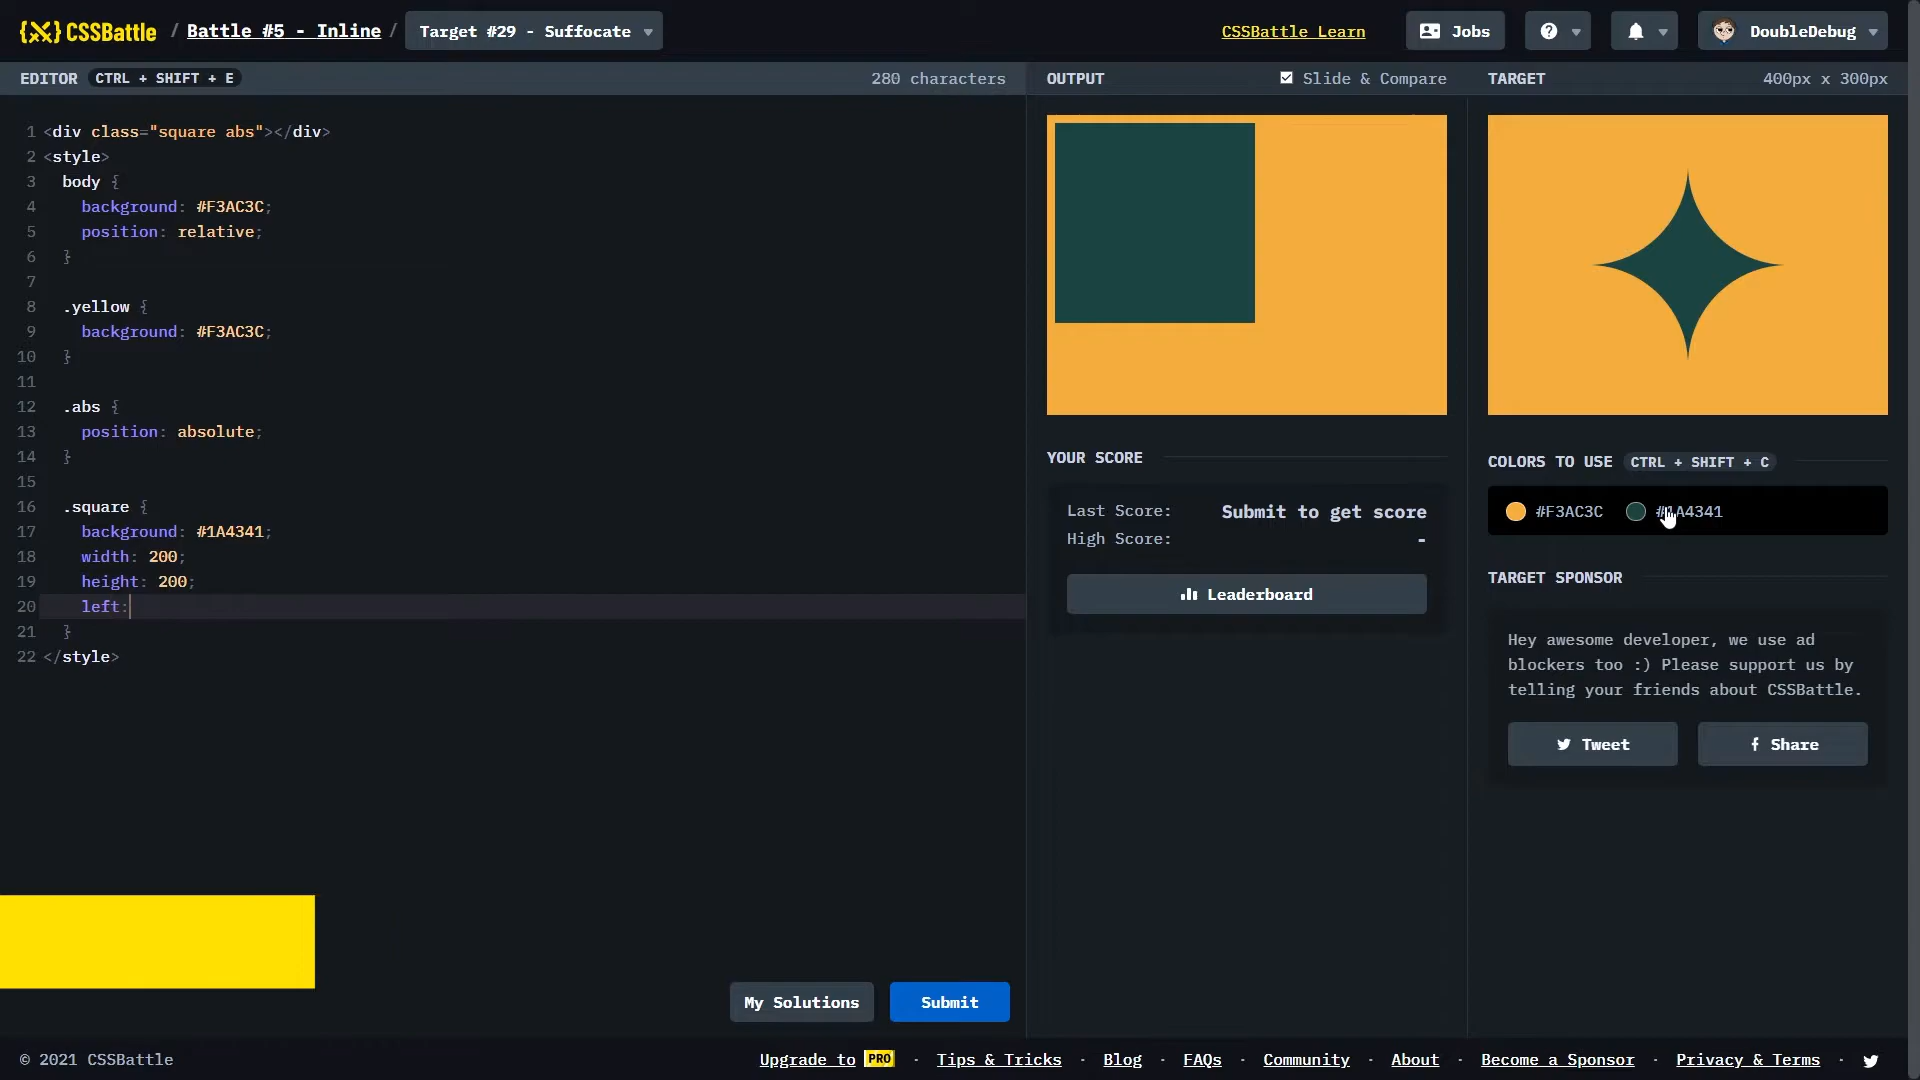 {X} CSSBattle / Battle #5 - Inline / Target #29 - Suffocate
CSSBattle Learn
Jobs
?
DoubleDebug
EDITOR CTRL + SHIFT + E
280 characters
OUTPUT
Slide & Compare
TARGET
400px x 300px
1 <div class="square abs"></div>
2 <style>
3 body {
4 background: #F3AC3C;
5 position: relative;
6 }
7
8 .yellow {
9 background: #F3AC3C;
10 }
11
12 .abs {
13 position: absolute;
14 }
15
16 .square {
17 background: #1A4341;
18 width: 200;
19 height: 200;
20 left:
21 }
22 </style>
YOUR SCORE
Last Score: Submit to get score
High Score: -
Leaderboard
COLORS TO USE CTRL + SHIFT + C
#F3AC3C #1A4341
TARGET SPONSOR
Hey awesome developer, we use ad
blockers too :) Please support us by
telling your friends about CSSBattle.
Tweet
Share
My Solutions
Submit
© 2021 CSSBattle
Upgrade to PRO · Tips & Tricks · Blog · FAQs · Community · About · Become a Sponsor · Privacy & Terms ·